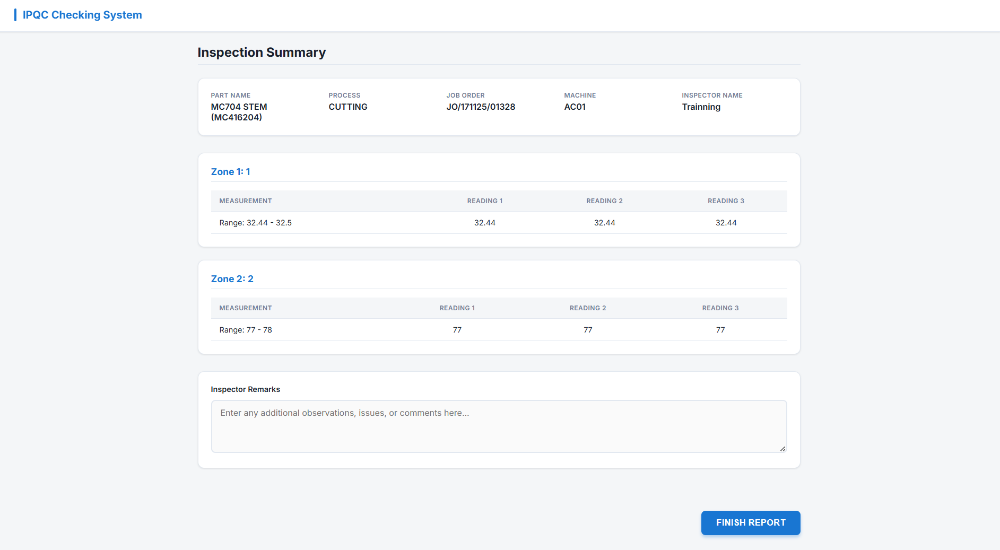 IPQC Checking System
Inspection Summary
PART NAME
MC704 STEM
(MC416204)
PROCESS
CUTTING
JOB ORDER
JO/171125/01328
MACHINE
AC01
INSPECTOR NAME
Trainning
Zone 1: 1
MEASUREMENT READING 1 READING 2 READING 3
Range: 32.44 - 32.5 32.44 32.44 32.44
Zone 2: 2
MEASUREMENT READING 1 READING 2 READING 3
Range: 77 - 78 77 77 77
Inspector Remarks
Enter any additional observations, issues, or comments here...
FINISH REPORT